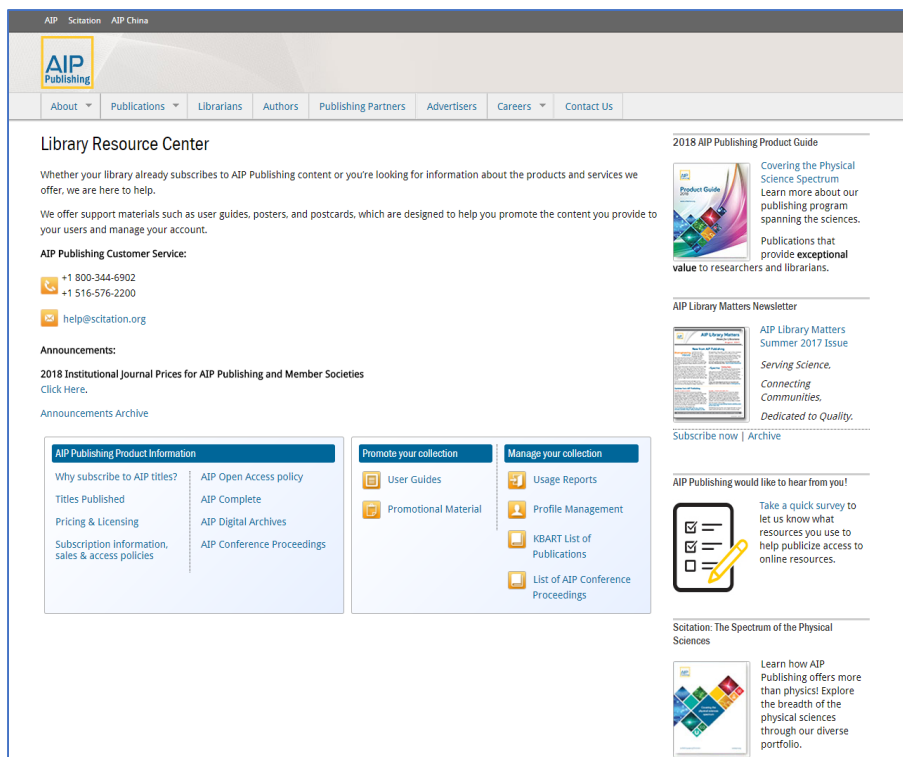 AIP Scitation AIP China
AIP
Publishing
About Publications Librarians Authors Publishing Partners Advertisers Careers Contact Us
Library Resource Center
Whether your library already subscribes to AIP Publishing content or you're looking for information about the products and services we
offer, we are here to help.
We offer support materials such as user guides, posters, and postcards, which are designed to help you promote the content you provide to
your users and manage your account.
AIP Publishing Customer Service:
+1 800-344-6902
+1 516-576-2200
help@scitation.org
Announcements:
2018 Institutional Journal Prices for AIP Publishing and Member Societies
Click Here.
Announcements Archive
AIP Publishing Product Information
Why subscribe to AIP titles?
Titles Published
Pricing & Licensing
Subscription information,
sales & access policies
AIP Open Access policy
AIP Complete
AIP Digital Archives
AIP Conference Proceedings
Promote your collection
User Guides
Promotional Material
Manage your collection
Usage Reports
Profile Management
KBART List of
Publications
List of AIP Conference
Proceedings
2018 AIP Publishing Product Guide
Product Guide
Covering the Physical
Science Spectrum
Learn more about our
publishing program
spanning the sciences.
Publications that
provide exceptional
value to researchers and librarians.
AIP Library Matters Newsletter
AIP Library Matters
AIP Library Matters
Summer 2017 Issue
Serving Science,
Connecting
Communities,
Dedicated to Quality.
Subscribe now | Archive
AIP Publishing would like to hear from you!
Take a quick survey to
let us know what
resources you use to
help publicize access to
online resources.
Scitation: The Spectrum of the Physical
Sciences
Learn how AIP
Publishing offers more
than physics! Explore
the breadth of the
physical sciences
through our diverse
portfolio.